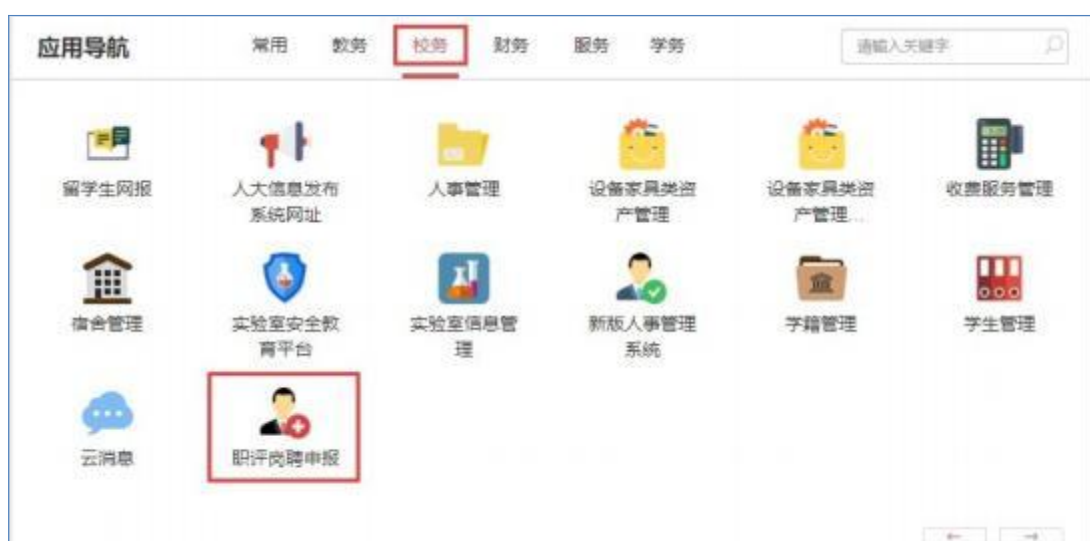 应用导航 常用 教务 校务 财务 服务 学务 请输入关键字
留学生网报 人大信息发布 人事管理 设备家具类资 设备家具类资 收费服务管理
系统网址 产管理 产管理...
宿舍管理 实验室安全教 实验室信息管 新版人事管理 学籍管理 学生管理
育平台 理 系统
云消息 职评岗聘申报
← →